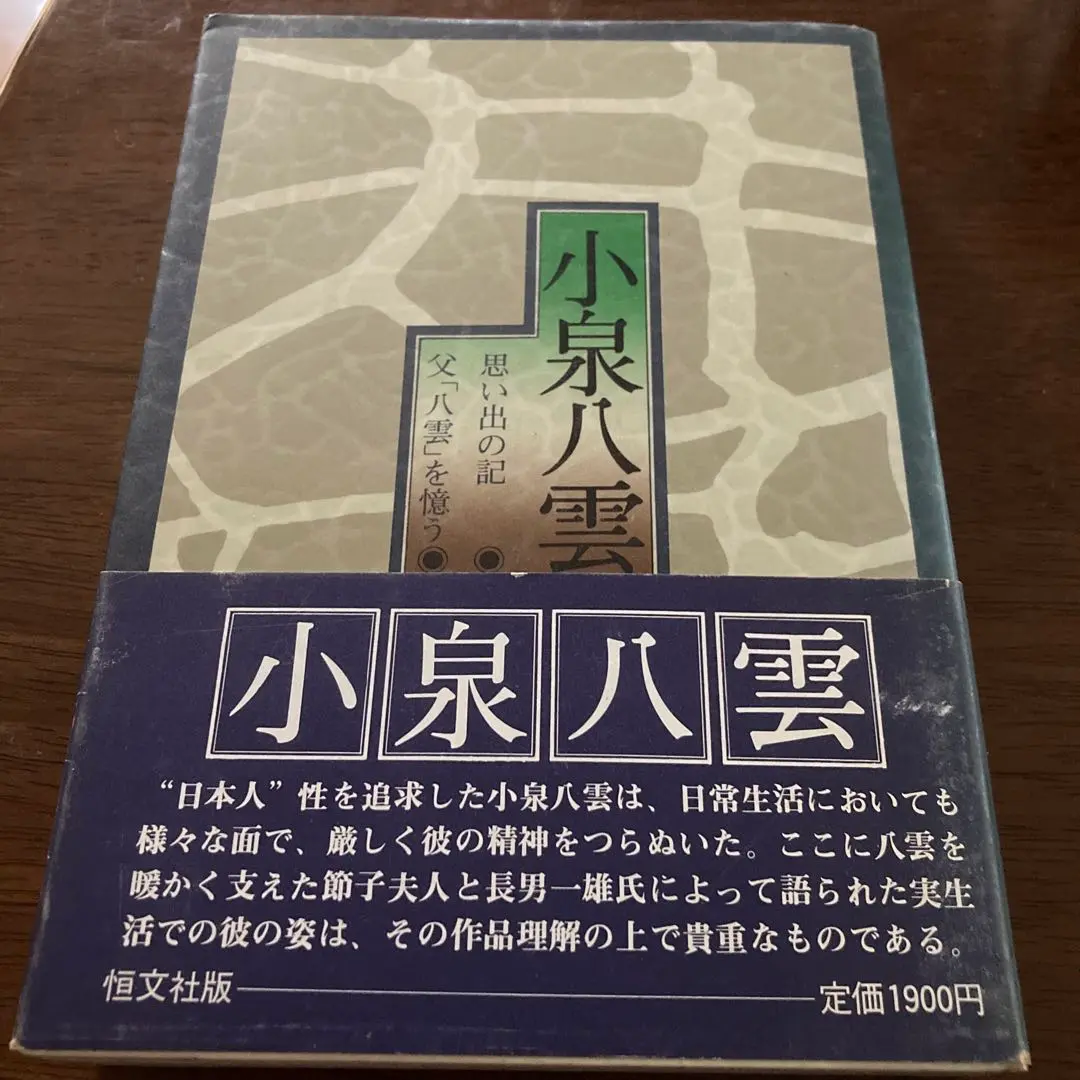 小泉八雲
思い出の記◉
父「八雲」を憶う◉
小泉八雲
“日本人”性を追求した小泉八雲は、日常生活においても
様々な面で、厳しく彼の精神をつらぬいた。ここに八雲を
暖かく支えた節子夫人と長男一雄氏によって語られた実生
活での彼の姿は、その作品理解の上で貴重なものである。
恒文社版
定価1900円